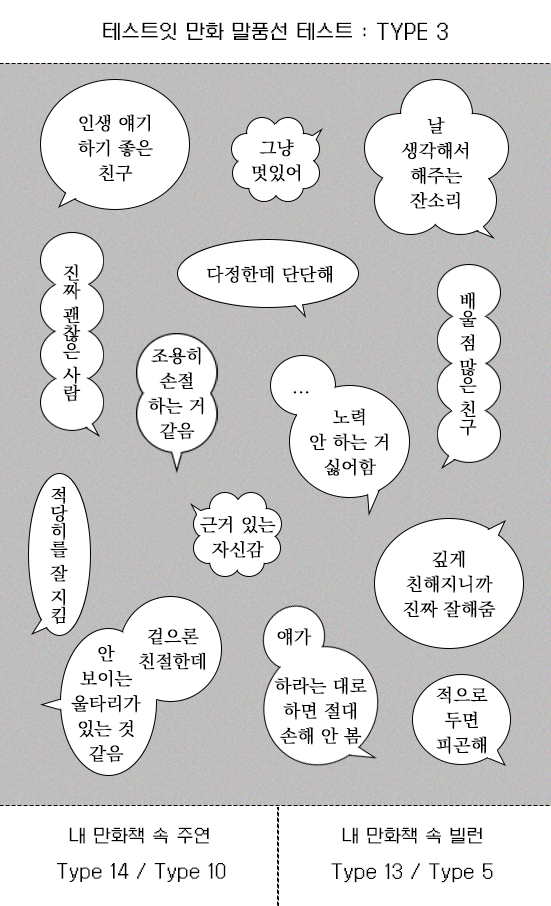 테스트잇 만화 말풍선 테스트 : TYPE 3
인생 얘기
하기 좋은
친구
그냥
멋있어
날
생각해서
해주는
잔소리
진짜 괜찮은 사람
다정한데 단단해
배울 점 많은 친구
조용히
손절
하는 거
같음
...
노력
안 하는 거
싫어함
적당히를 잘 지킴
근거 있는
자신감
깊게
친해지니까
진짜 잘해줌
겉으론
친절한데
안
보이는
울타리가
있는 것
같음
얘가
하라는 대로
하면 절대
손해 안 봄
적으로
두면
피곤해
내 만화책 속 주연
Type 14 / Type 10
내 만화책 속 빌런
Type 13 / Type 5